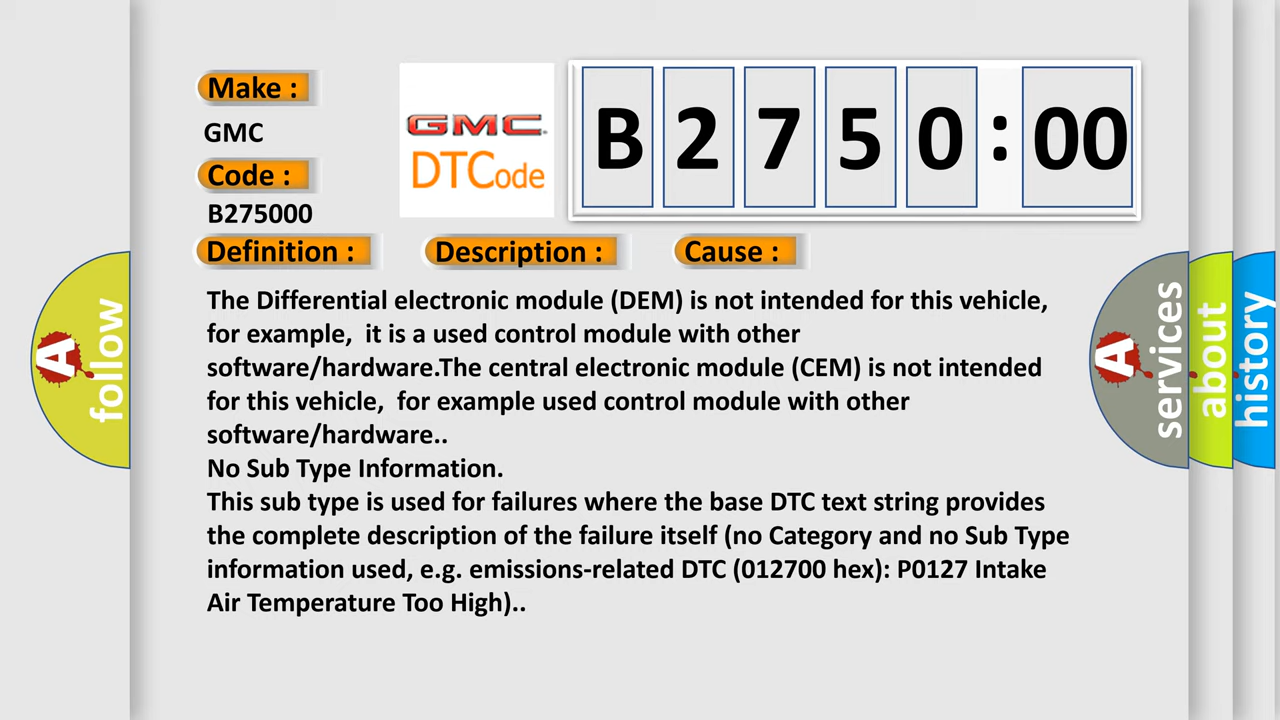 Make :
GMC
Code :
B275000
GMC
DTCode
B2750:00
Definition :
Description :
Cause :
The Differential electronic module (DEM) is not intended for this vehicle,
for example,  it is a used control module with other
software/hardware.The central electronic module (CEM) is not intended
for this vehicle,  for example used control module with other
software/hardware..
No Sub Type Information.
This sub type is used for failures where the base DTC text string provides
the complete description of the failure itself (no Category and no Sub Type
information used, e.g. emissions-related DTC (012700 hex): P0127 Intake
Air Temperature Too High)..
A
follow
A
services
about
history